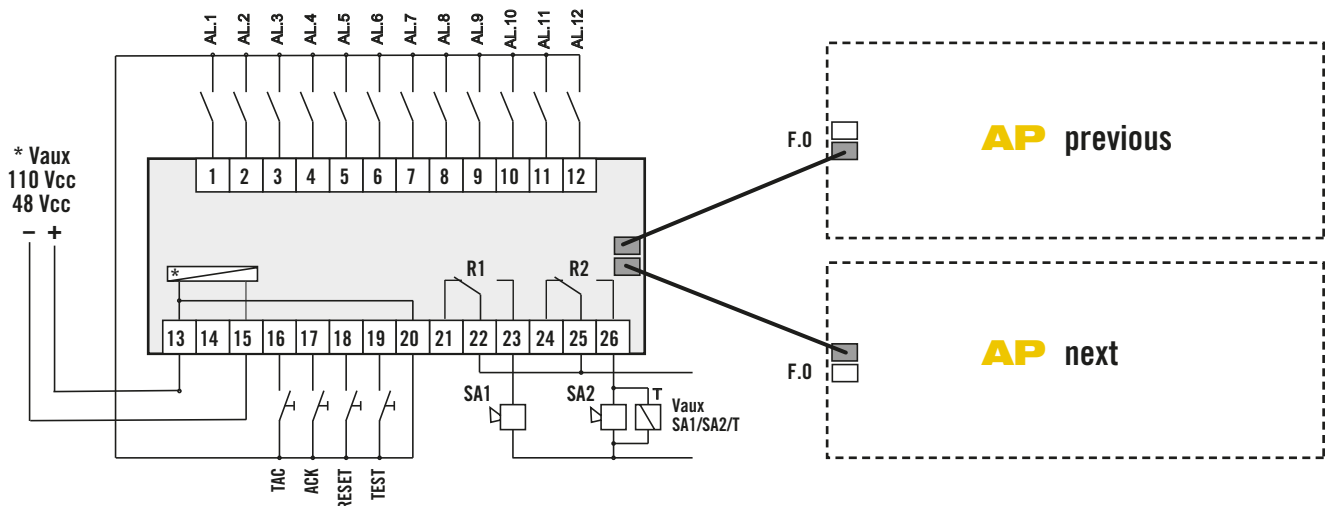 AL.1 AL.2 AL.3 AL.4 AL.5 AL.6 AL.7 AL.8 AL.9 AL.10 AL.11 AL.12
* Vaux
110 Vcc
48 Vcc
− +
1 2 3 4 5 6 7 8 9 10 11 12
*
R1 R2
13 14 15 16 17 18 19 20 21 22 23 24 25 26
SA1 SA2 T
Vaux
SA1/SA2/T
TAC ACK RESET TEST
F.O
AP previous
F.O
AP next